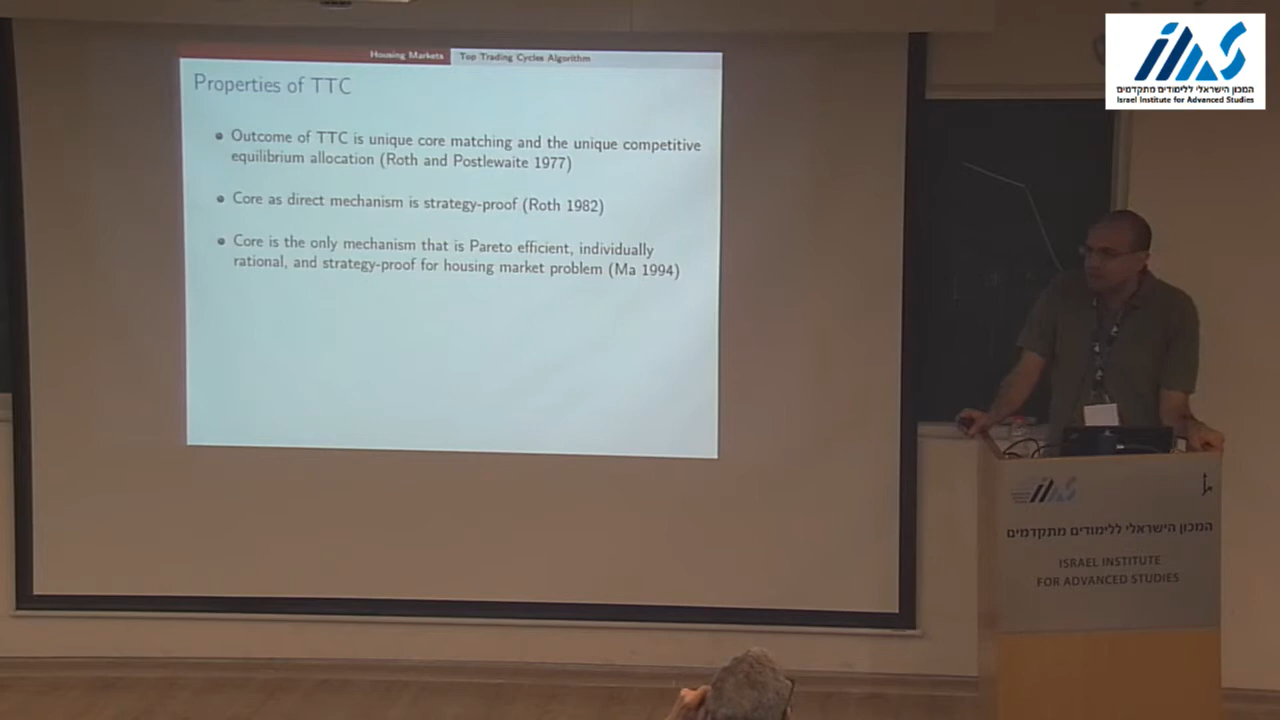 Housing Markets
Top Trading Cycles Algorithm
Properties of TTC
Outcome of TTC is unique core matching and the unique competitive
equilibrium allocation (Roth and Postlewaite 1977)
Core as direct mechanism is strategy-proof (Roth 1982)
Core is the only mechanism that is Pareto efficient, individually
rational, and strategy-proof for housing market problem (Ma 1994)
המכון הישראלי ללימודים מתקדמים
Israel Institute for Advanced Studies
המכון הישראלי ללימודים מתקדמים
ISRAEL INSTITUTE
FOR ADVANCED STUDIES